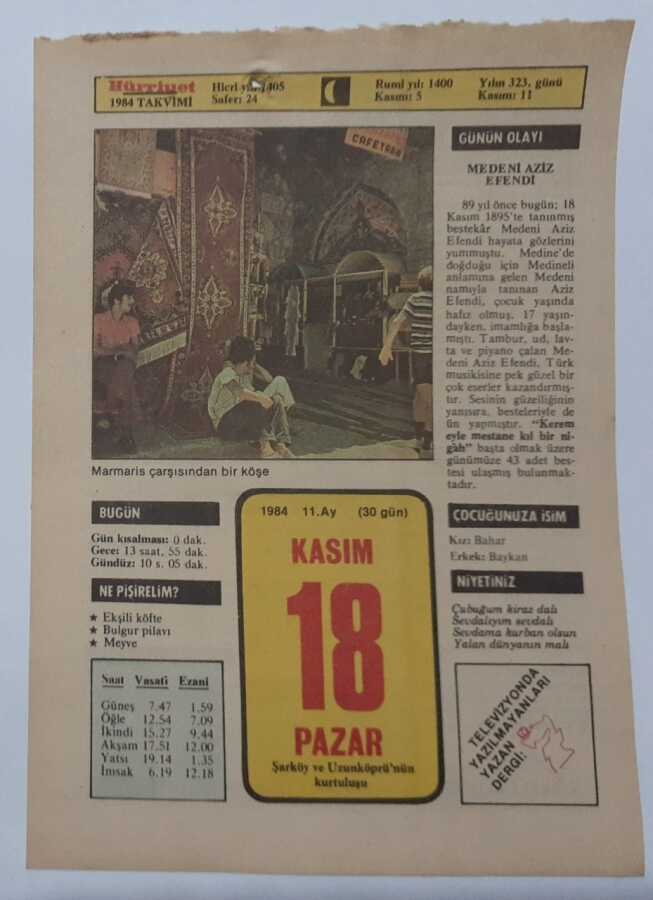 Hürriyet
1984 TAKVİMİ
Hicri yıl: 1405
Safer: 24
Rumi yıl: 1400
Kasım: 5
Yılın 323. günü
Kasım: 11
CAFETERIA
Marmaris çarşısından bir köşe
GÜNÜN OLAYI
MEDENİ AZİZ
EFENDİ
89 yıl önce bugün; 18
Kasım 1895'te tanınmış
bestekâr Medeni Aziz
Efendi hayata gözlerini
yummuştu. Medine'de
doğduğu için Medineli
anlamına gelen Medeni
namıyla tanınan Aziz
Efendi, çocuk yaşında
hafız olmuş, 17 yaşın-
dayken, imamlığa başla-
mıştı. Tambur, ud, lav-
ta ve piyano çalan Me-
deni Aziz Efendi, Türk
musikisine pek güzel bir
çok eserler kazandırmış-
tır. Sesinin güzelliğinin
yanısıra, besteleriyle de
ün yapmıştır. "Kerem
eyle mestane kıl bir ni-
gâh" başta olmak üzere
günümüze 43 adet bes-
tesi ulaşmış bulunmak-
tadır.
BUGÜN
Gün kısalması: 0 dak.
Gece: 13 saat, 55 dak.
Gündüz: 10 s. 05 dak.
NE PİŞİRELİM?
★ Ekşili köfte
★ Bulgur pilavı
★ Meyve
Saat Vasatî Ezanî
Güneş 7.47 1.59
Öğle 12.54 7.09
İkindi 15.27 9.44
Akşam 17.51 12.00
Yatsı 19.14 1.35
İmsak 6.19 12.18
1984 11.Ay (30 gün)
KASIM
18
PAZAR
Şarköy ve Uzunköprü'nün
kurtuluşu
ÇOCUĞUNUZA İSİM
Kız: Bahar
Erkek: Baykan
NİYETİNİZ
Çubuğum kiraz dalı
Sevdalıyım sevdalı
Sevdama kurban olsun
Yalan dünyanın malı
TELEVİZYONDA
YAZILMAYANLARI
YAZAN
DERGİ: